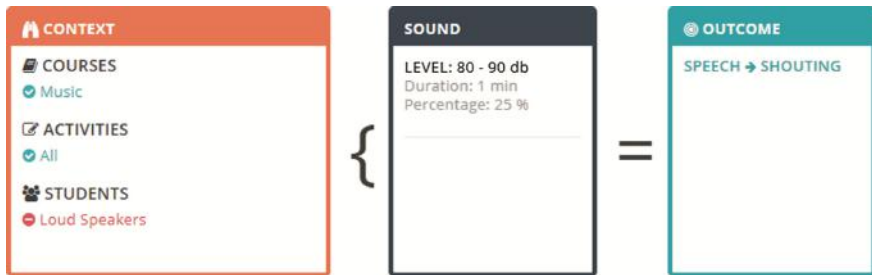 CONTEXT
COURSES
Music
ACTIVITIES
All
STUDENTS
Loud Speakers
{
SOUND
LEVEL: 80 - 90 db
Duration: 1 min
Percentage: 25 %
=
OUTCOME
SPEECH → SHOUTING